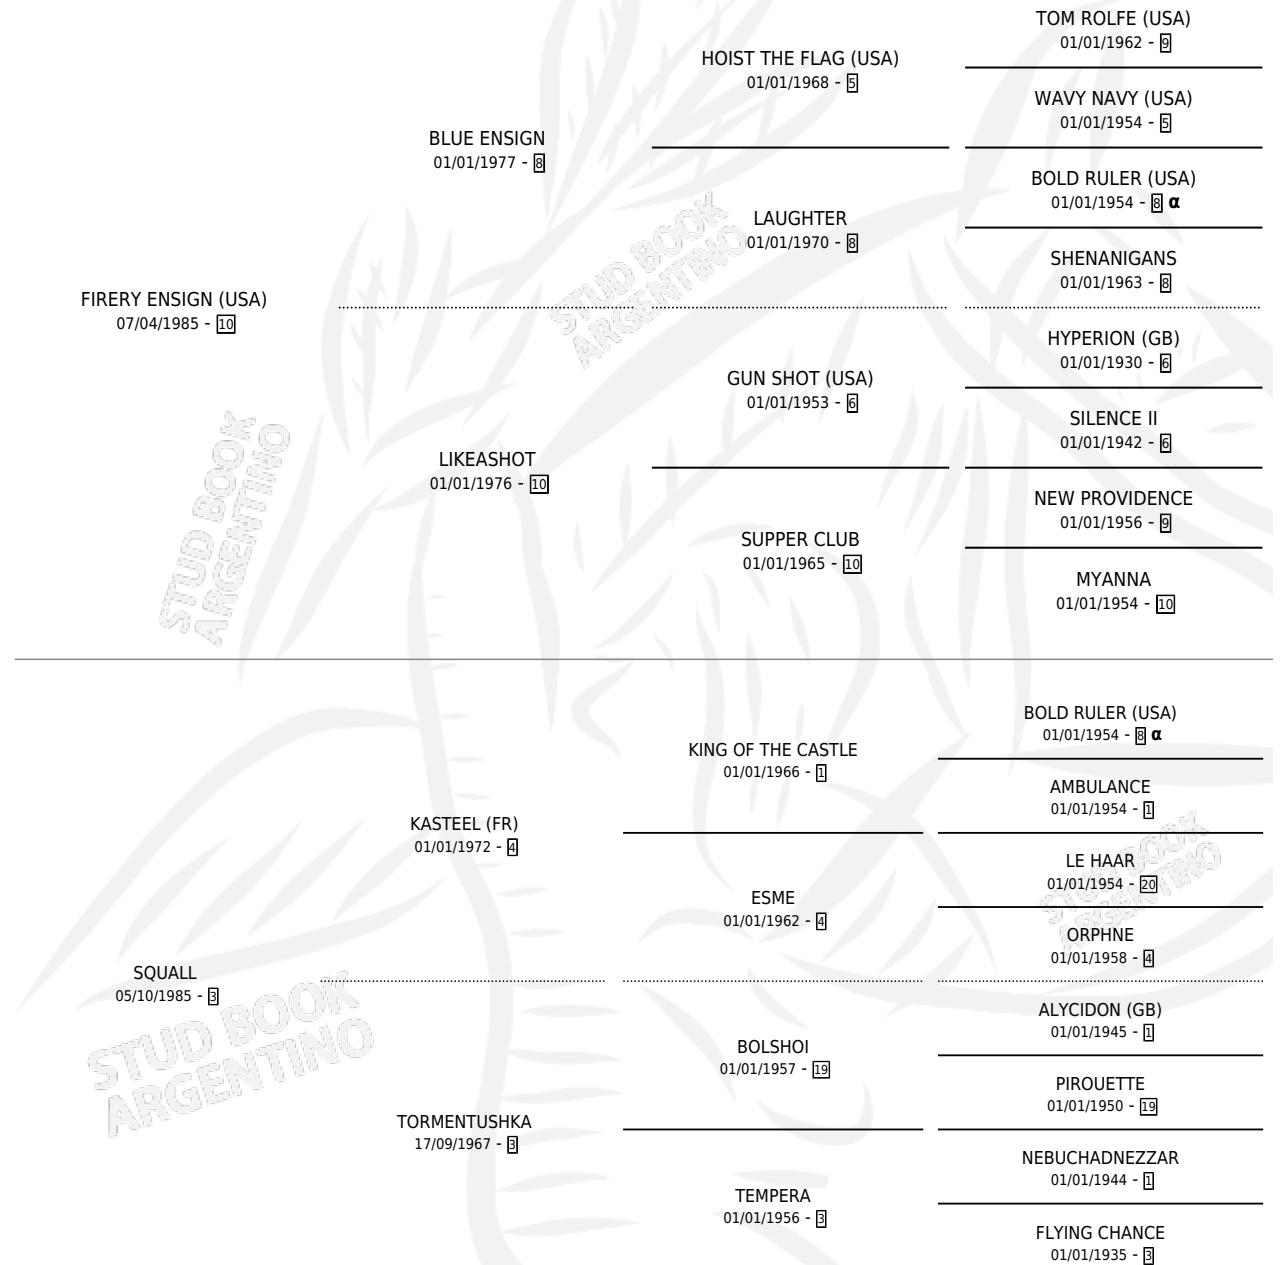 TOM ROLFE (USA)
01/01/1962 - 9
HOIST THE FLAG (USA)
01/01/1968 - 5
WAVY NAVY (USA)
01/01/1954 - 5
BLUE ENSIGN
01/01/1977 - 8
BOLD RULER (USA)
01/01/1954 - 8 α
LAUGHTER
01/01/1970 - 8
SHENANIGANS
01/01/1963 - 8
FIRERY ENSIGN (USA)
07/04/1985 - 10
HYPERION (GB)
01/01/1930 - 6
GUN SHOT (USA)
01/01/1953 - 6
SILENCE II
01/01/1942 - 6
LIKEASHOT
01/01/1976 - 10
NEW PROVIDENCE
01/01/1956 - 9
SUPPER CLUB
01/01/1965 - 10
MYANNA
01/01/1954 - 10
BOLD RULER (USA)
01/01/1954 - 8 α
KING OF THE CASTLE
01/01/1966 - 1
AMBULANCE
01/01/1954 - 1
KASTEEL (FR)
01/01/1972 - 4
LE HAAR
01/01/1954 - 20
ESME
01/01/1962 - 4
ORPHNE
01/01/1958 - 4
SQUALL
05/10/1985 - 3
ALYCIDON (GB)
01/01/1945 - 1
BOLSHOI
01/01/1957 - 19
PIROUETTE
01/01/1950 - 19
TORMENTUSHKA
17/09/1967 - 3
NEBUCHADNEZZAR
01/01/1944 - 1
TEMPERA
01/01/1956 - 3
FLYING CHANCE
01/01/1935 - 3
STUD BOOK
ARGENTINO
STUD BOOK
ARGENTINO
STUD BOOK
ARGENTINO
STUD BOOK
ARGENTINO